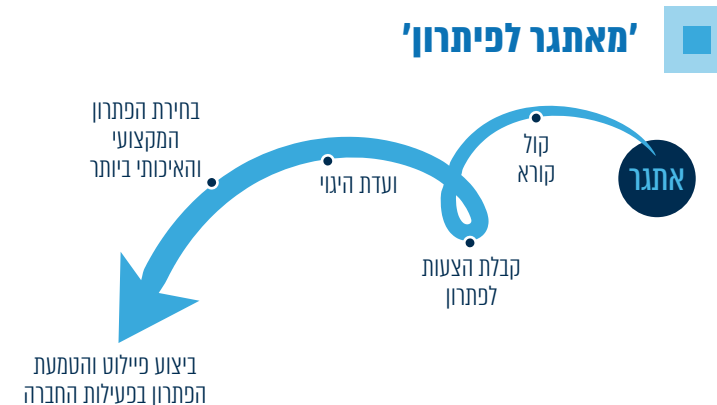 'מאתגר לפיתרון'
אתגר
קול
קורא
קבלת הצעות
לפתרון
ועדת היגוי
בחירת הפתרון
המקצועי
והאיכותי ביותר
ביצוע פיילוט והטמעת
הפתרון בפעילות החברה